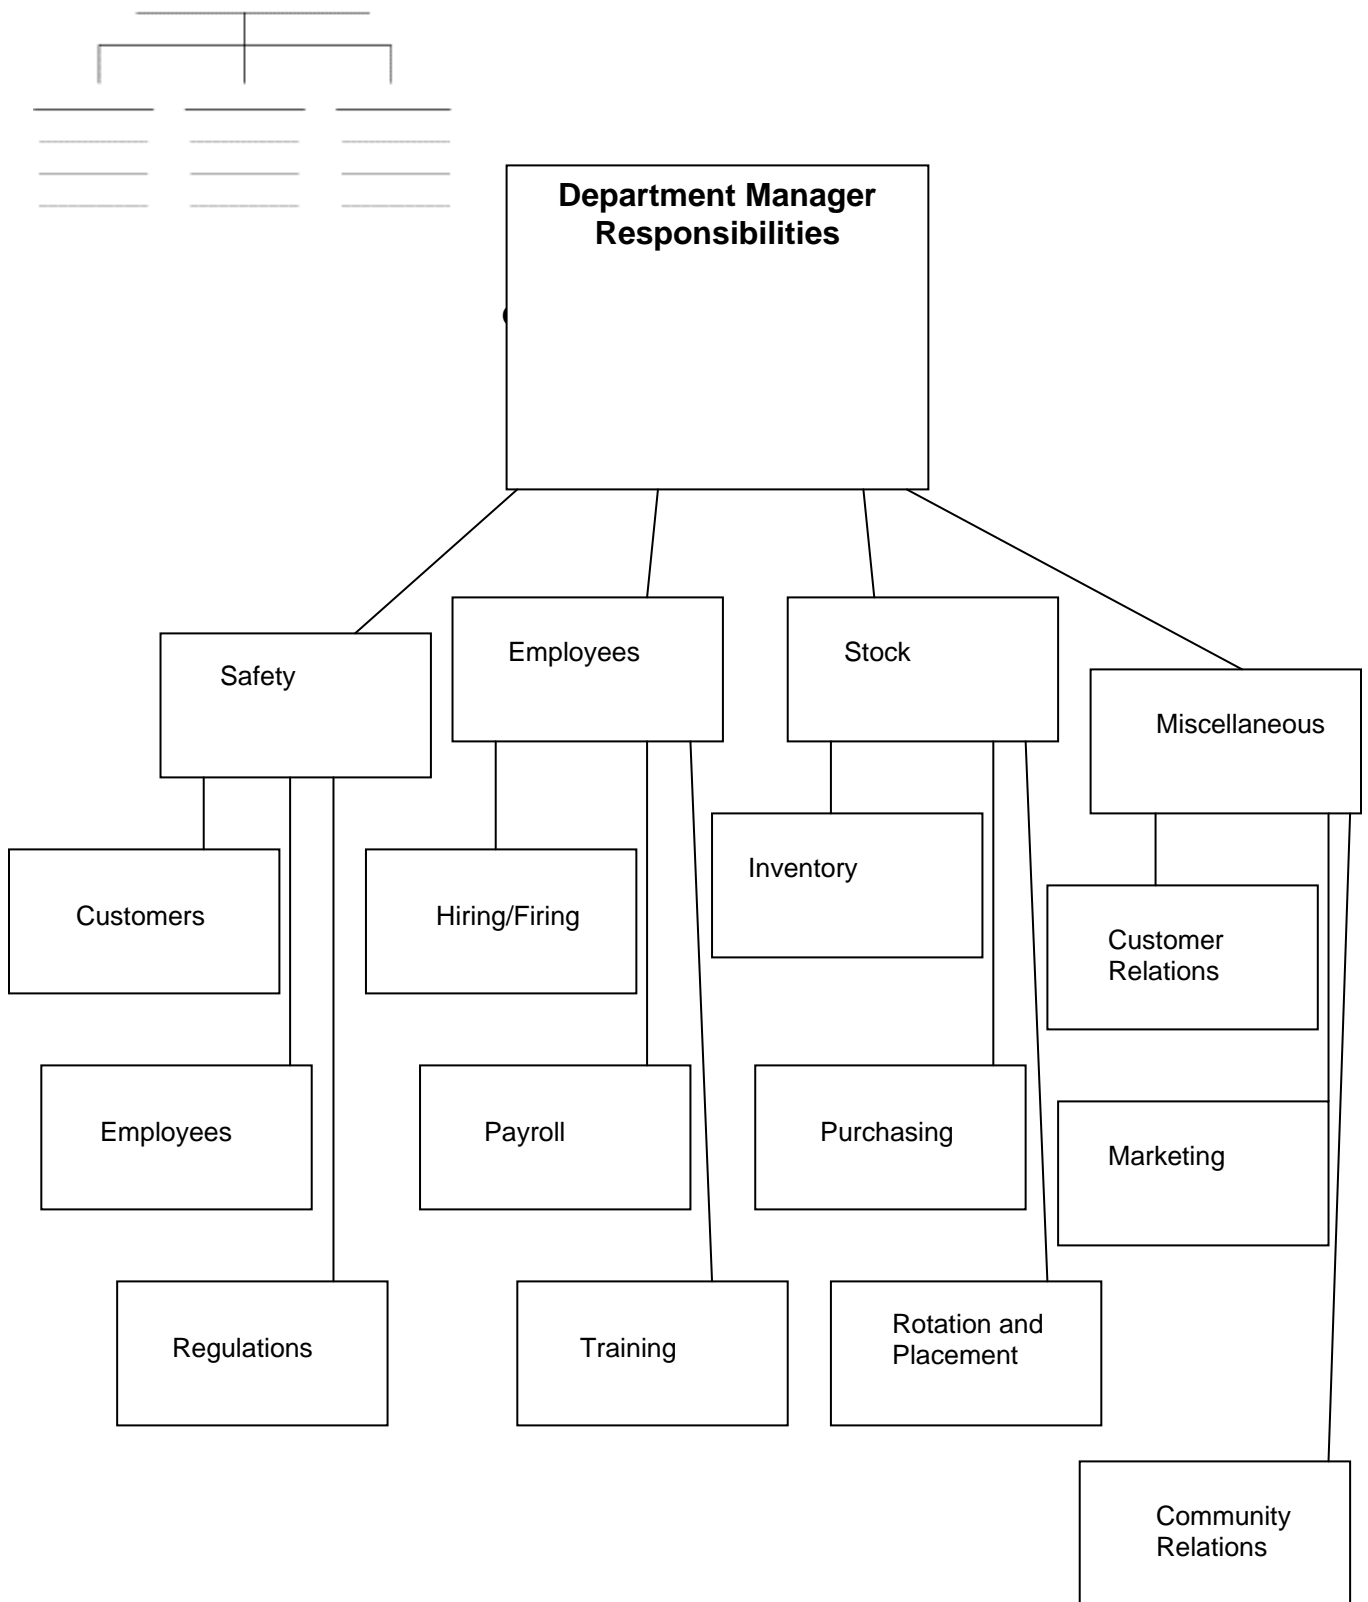 Department Manager
Responsibilities
Safety
Employees
Stock
Miscellaneous
Customers
Hiring/Firing
Inventory
Customer
Relations
Employees
Payroll
Purchasing
Marketing
Regulations
Training
Rotation and
Placement
Community
Relations